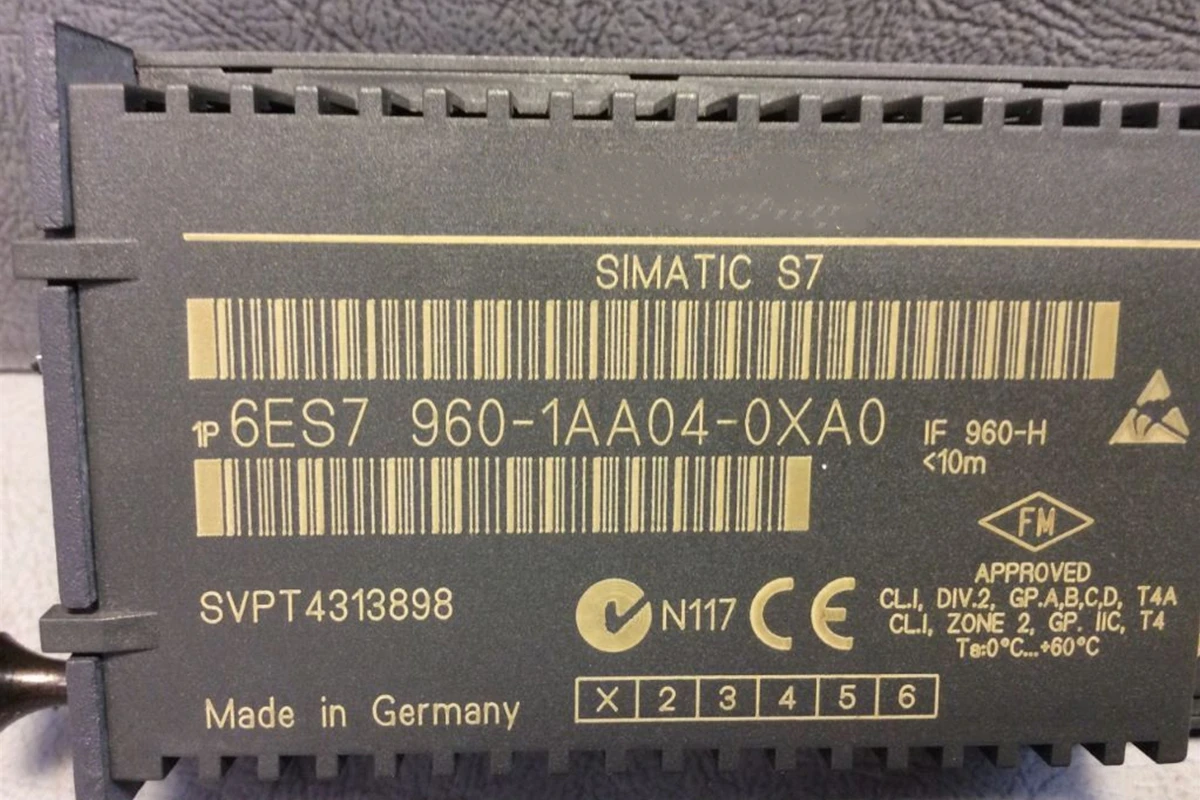 SIMATIC S7
1P 6ES7 960-1AA04-0XA0
IF 960-H
<10m
FM
APPROVED
CL.I, DIV.2, GP.A,B,C,D, T4A
CL.I, ZONE 2, GP. IIC, T4
Ta:0°C...+60°C
SVPT4313898
N117 CE
Made in Germany
X 2 3 4 5 6